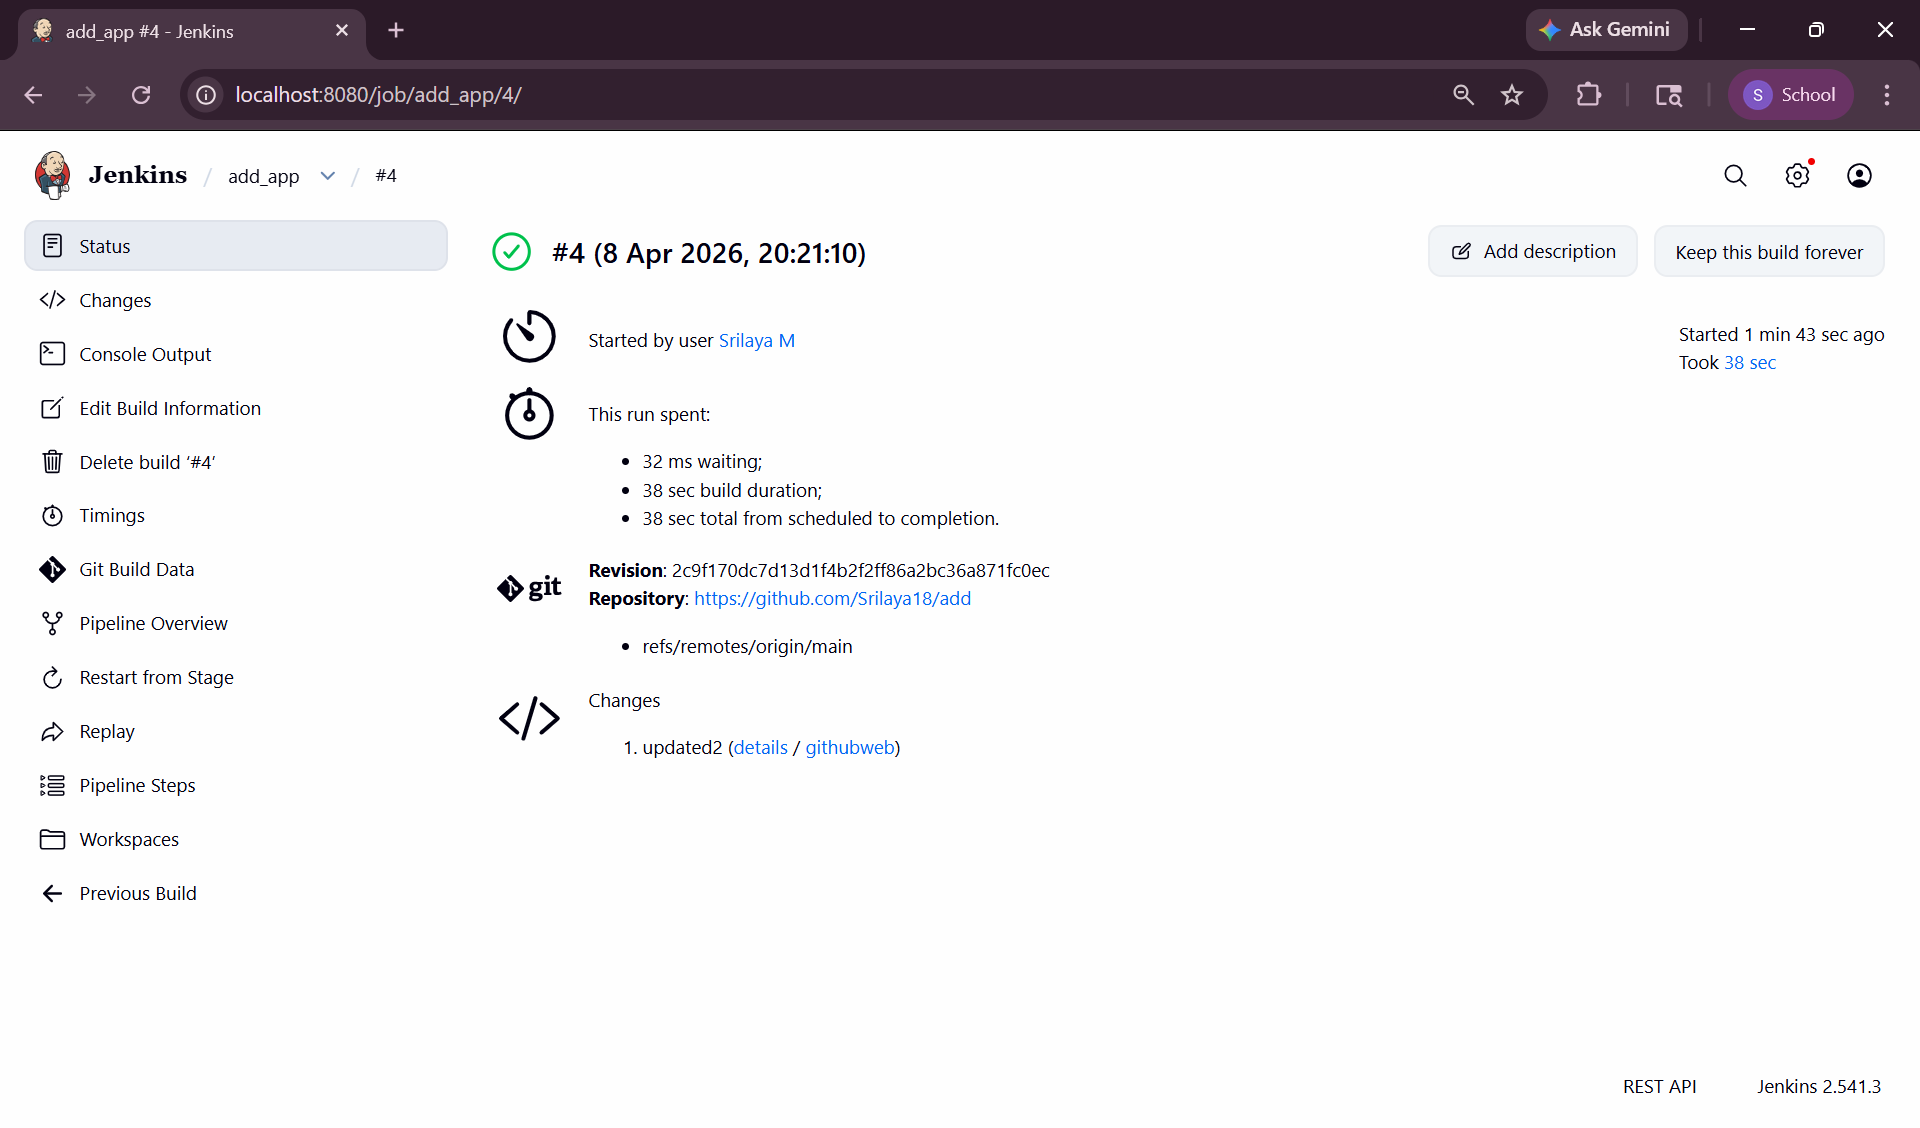 add_app #4 - Jenkins
Ask Gemini
localhost:8080/job/add_app/4/
S School
Jenkins / add_app / #4
Status
Changes
Console Output
Edit Build Information
Delete build ‘#4’
Timings
Git Build Data
Pipeline Overview
Restart from Stage
Replay
Pipeline Steps
Workspaces
Previous Build
#4 (8 Apr 2026, 20:21:10)
Add description
Keep this build forever
Started by user Srilaya M
Started 1 min 43 sec ago
Took 38 sec
This run spent:
32 ms waiting;
38 sec build duration;
38 sec total from scheduled to completion.
git
Revision: 2c9f170dc7d13d1f4b2f2ff86a2bc36a871fc0ec
Repository: https://github.com/Srilaya18/add
refs/remotes/origin/main
Changes
1. updated2 (details / githubweb)
REST API
Jenkins 2.541.3